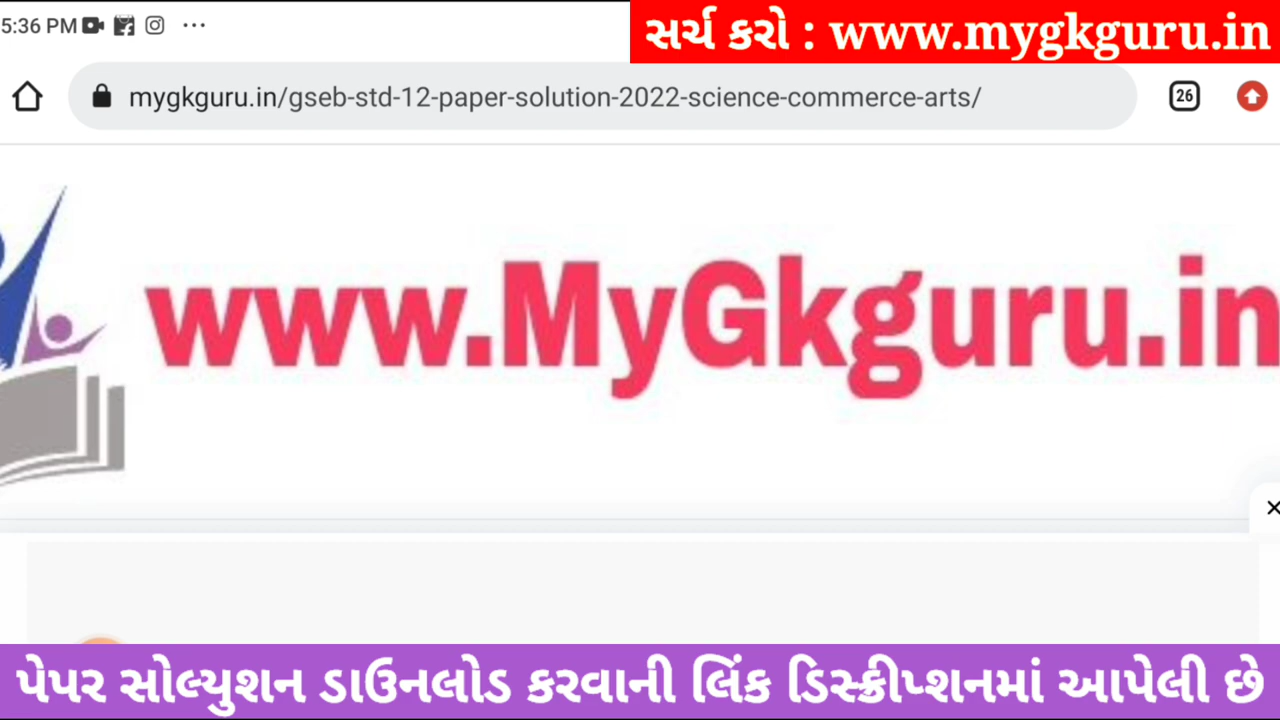 5:36 PM
સર્ચ કરો : www.mygkguru.in
mygkguru.in/gseb-std-12-paper-solution-2022-science-commerce-arts/
26
www.MyGkguru.in
પેપર સોલ્યુશન ડાઉનલોડ કરવાની લિંક ડિસ્ક્રીપ્શનમાં આપેલી છે